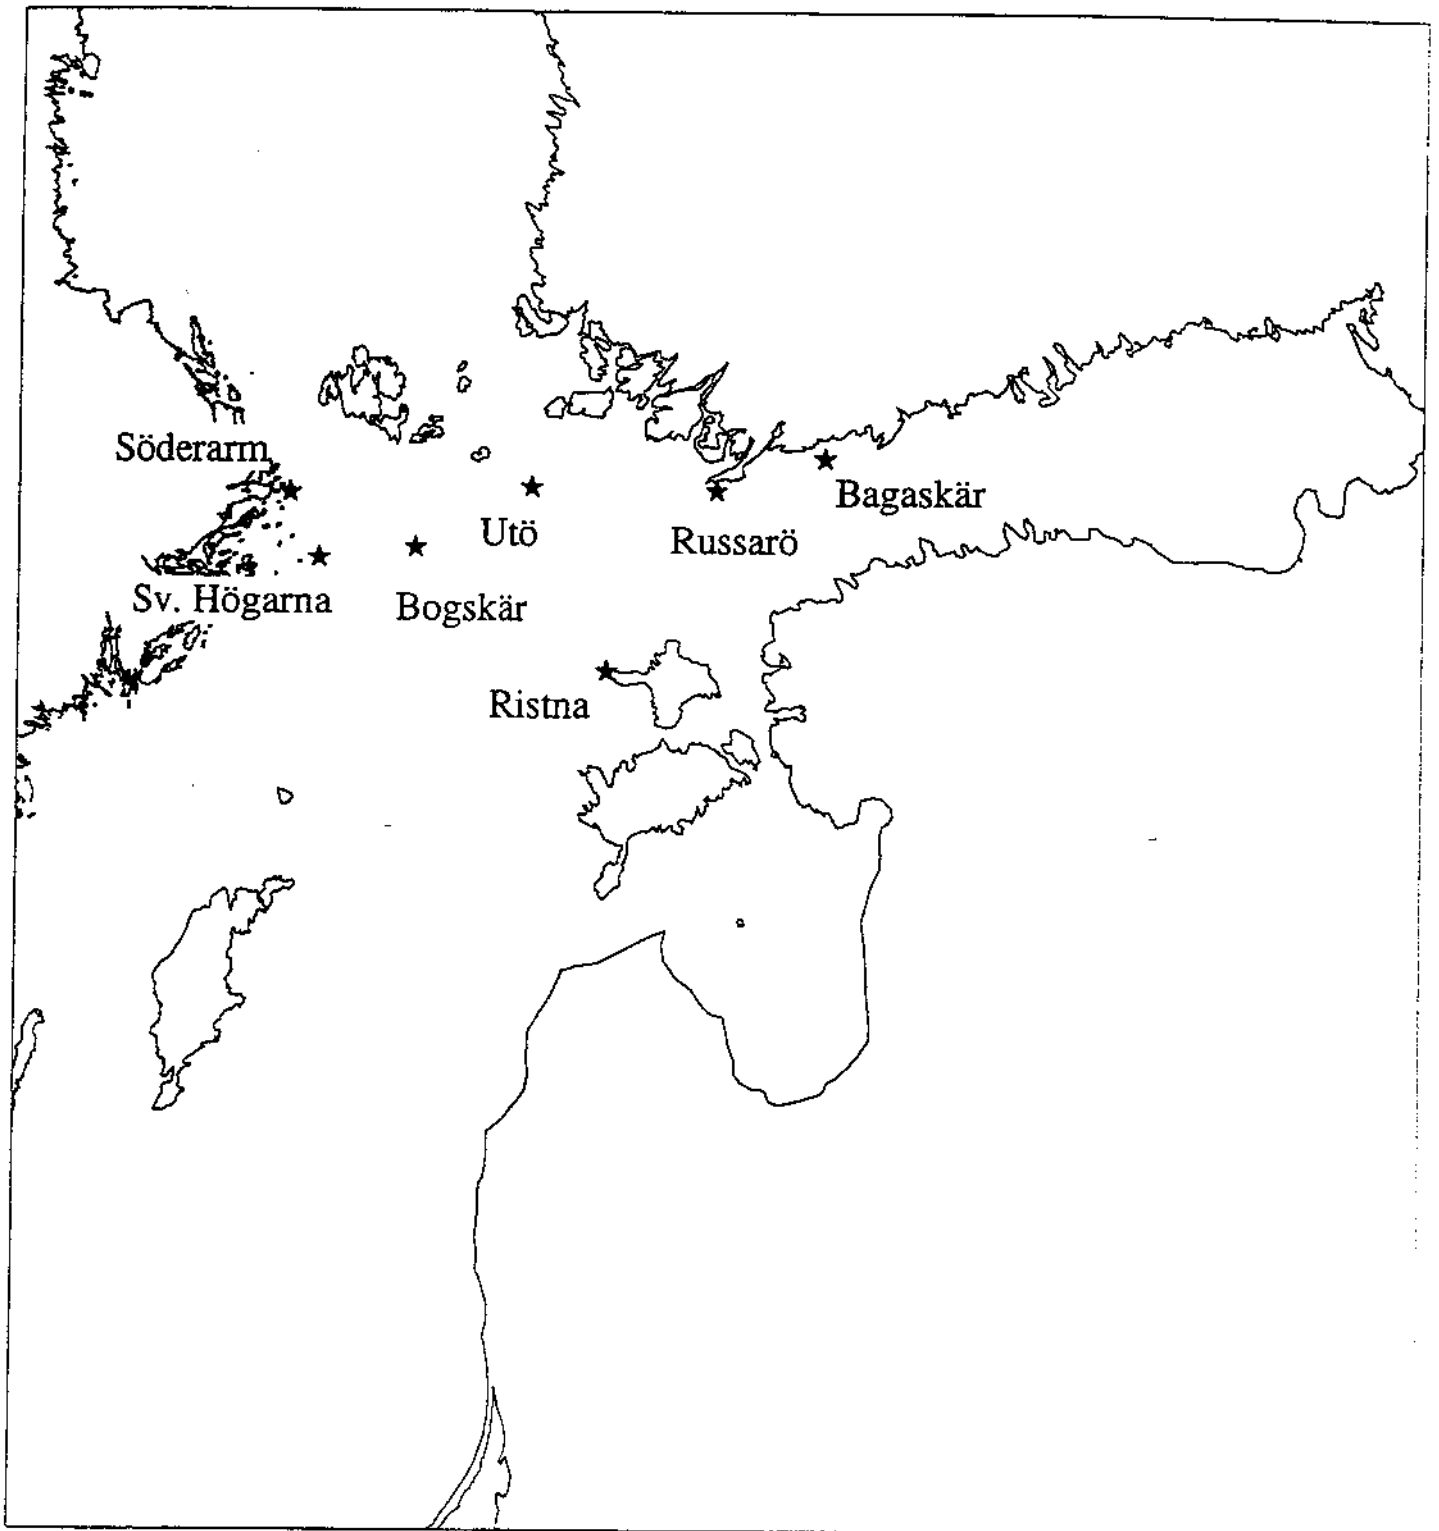 Söderarm
Bagaskär
Utö
Russarö
Sv. Högarna
Bogskär
Ristna